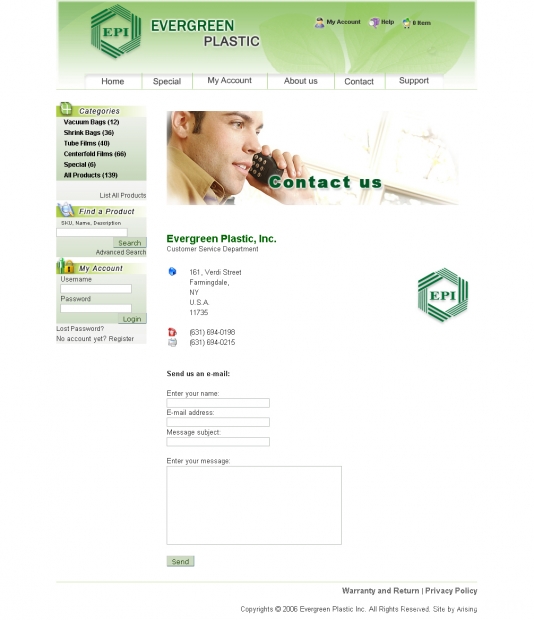 EPI
EVERGREEN
PLASTIC
My Account
Help
0 Item
Home
Special
My Account
About us
Contact
Support
Categories
Vacuum Bags (12)
Shrink Bags (36)
Tube Films (40)
Centerfold Films (66)
Special (6)
All Products (139)
List All Products
Find a Product
SKU, Name, Description
Search
Advanced Search
My Account
Username
Password
Login
Lost Password?
No account yet? Register
Contact us
Evergreen Plastic, Inc.
Customer Service Department
161, Verdi Street
Farmingdale,
NY
U.S.A.
11735
EPI
(631) 694-0198
(631) 694-0215
Send us an e-mail:
Enter your name:
E-mail address:
Message subject:
Enter your message:
Send
Warranty and Return | Privacy Policy
Copyrights © 2006 Evergreen Plastic Inc. All Rights Reserved. Site by Arising